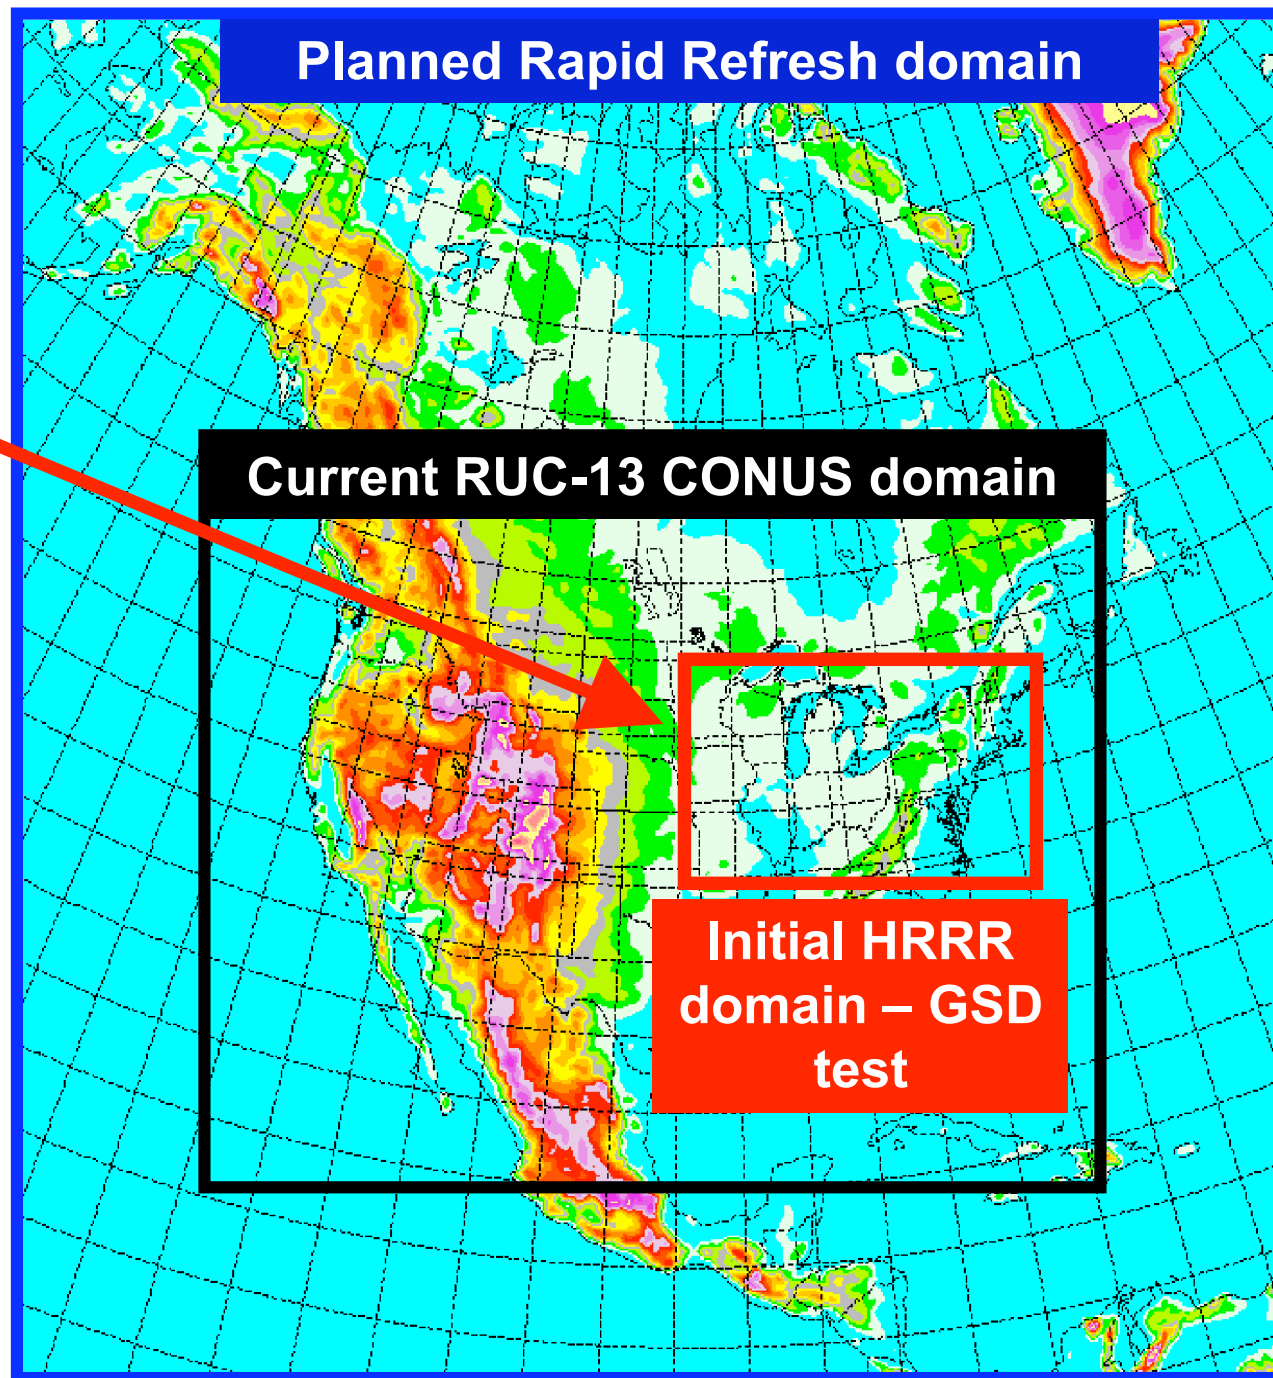 Planned Rapid Refresh domain
Current RUC-13 CONUS domain
Initial HRRR
domain – GSD
test